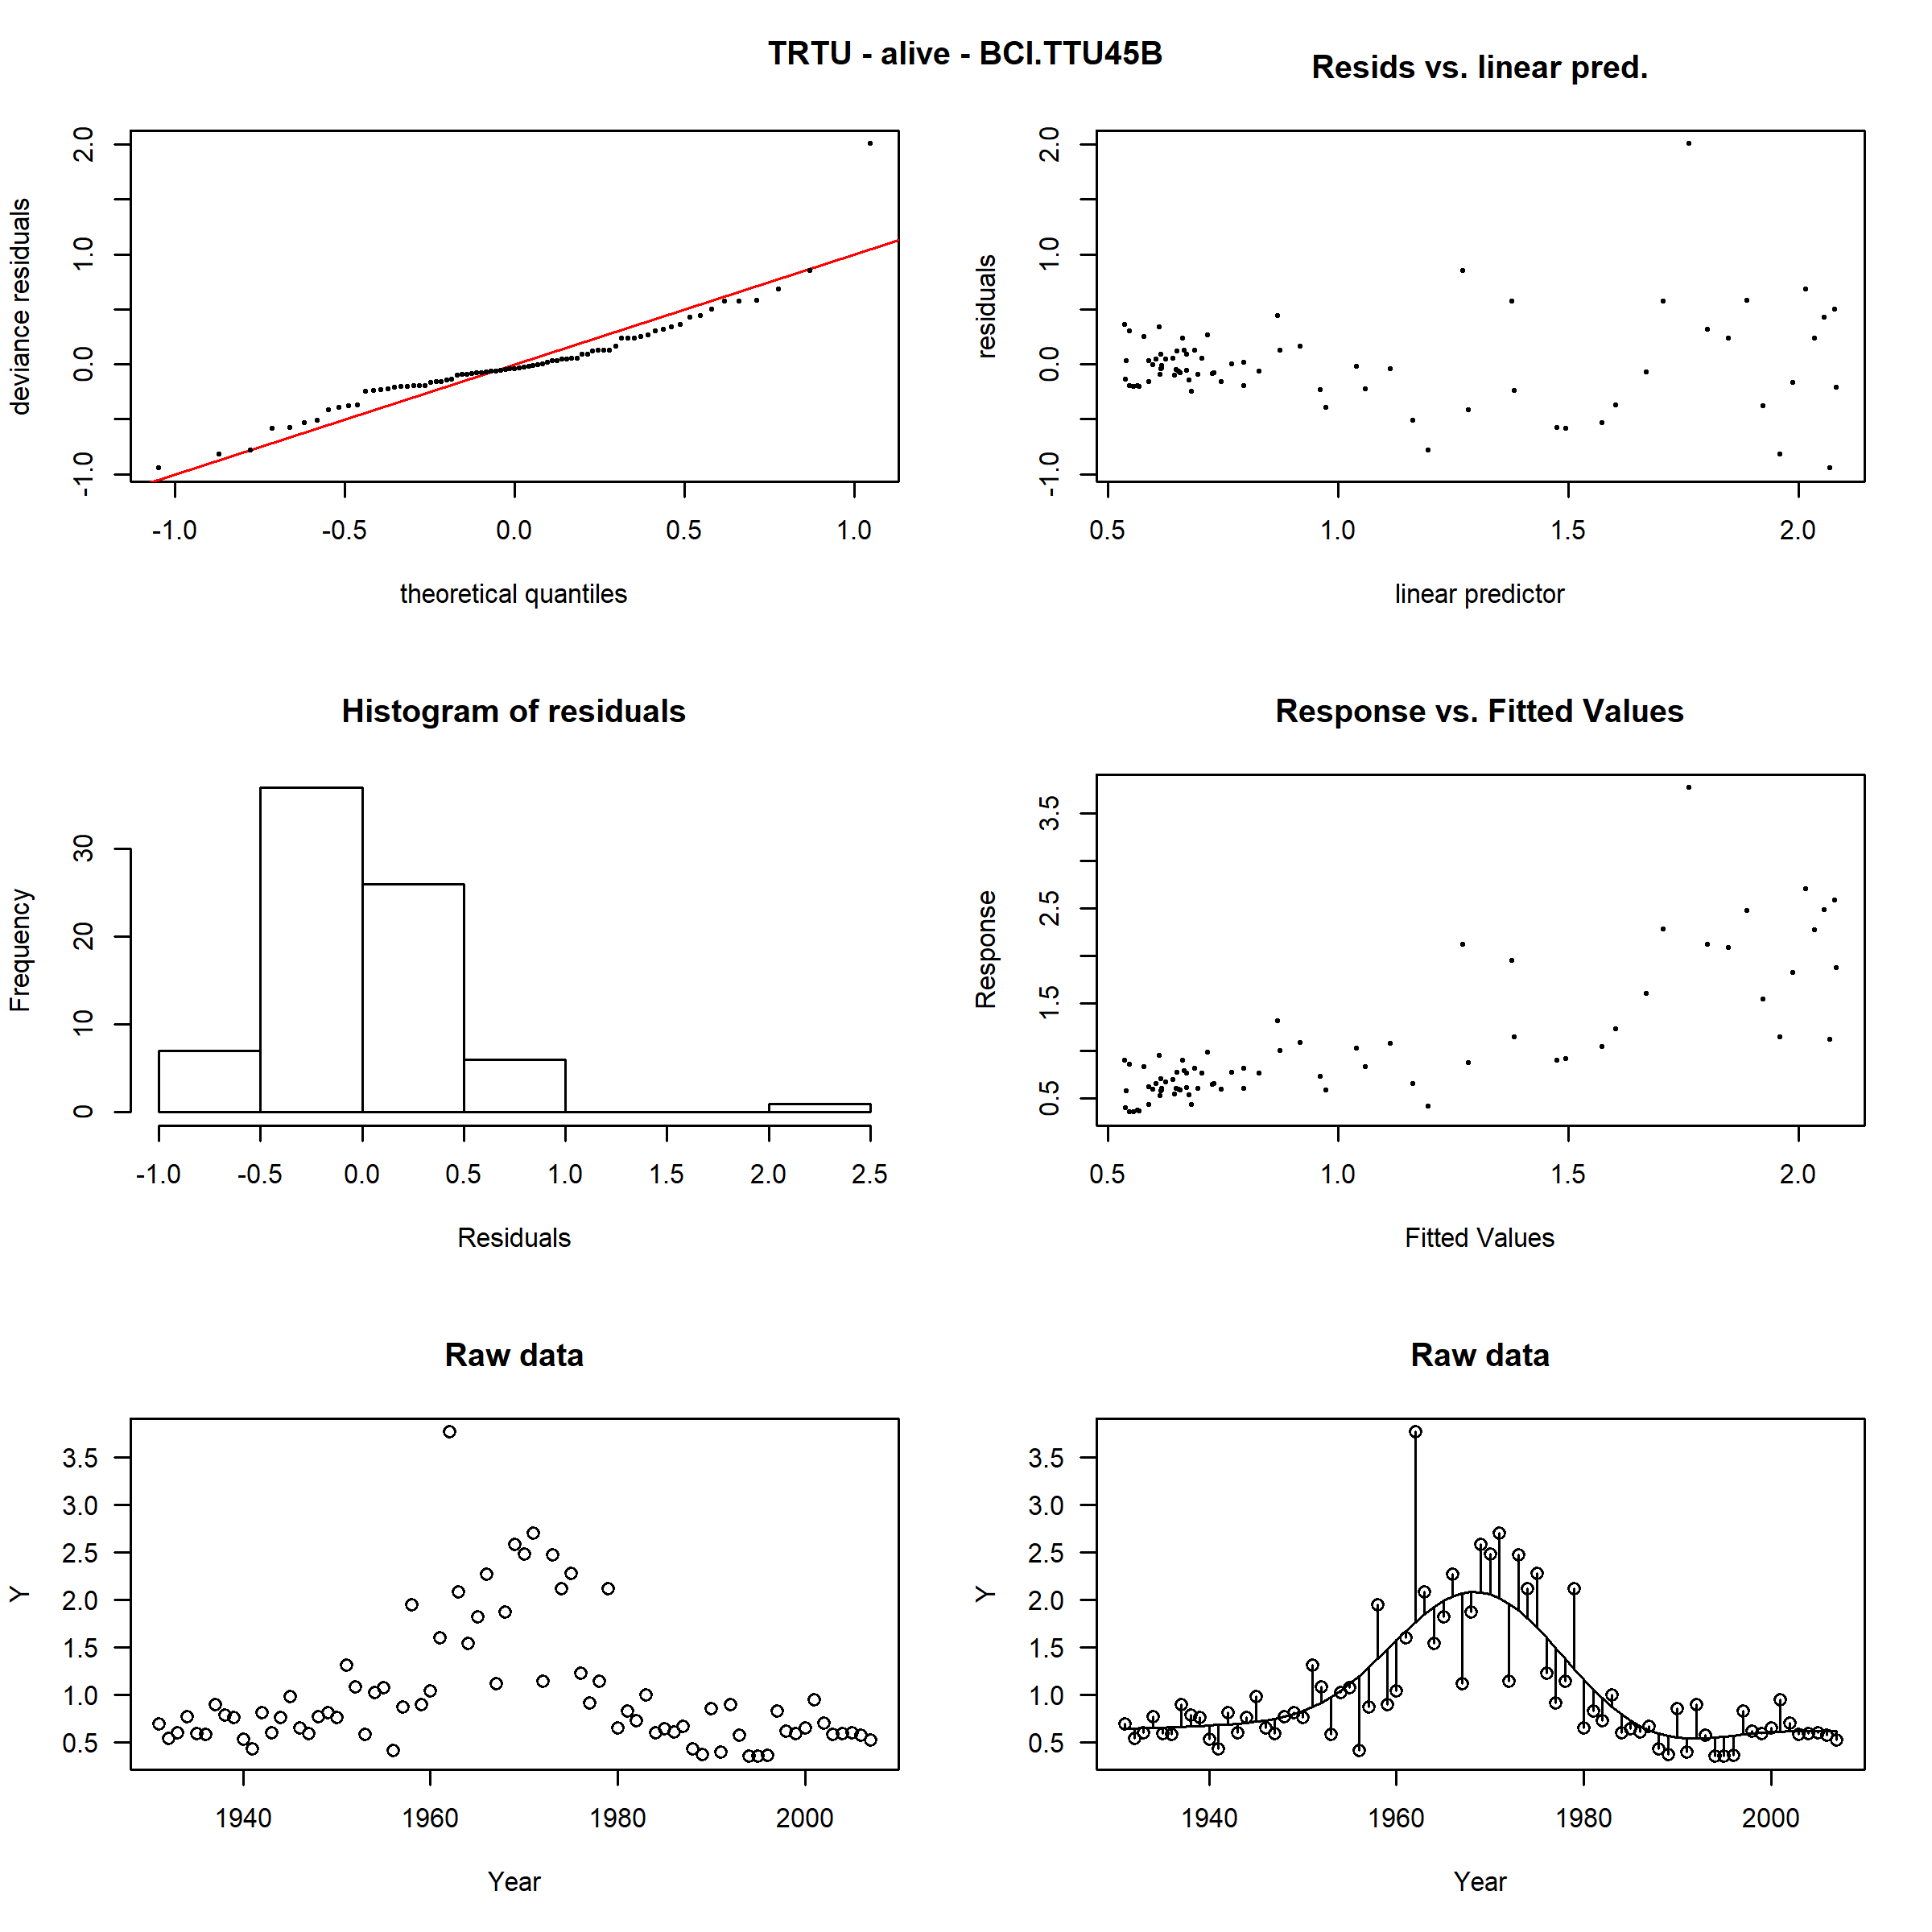 TRTU - alive - BCI.TTU45B
Resids vs. linear pred.
deviance residuals
-1.0 0.0 1.0 2.0
-1.0 -0.5 0.0 0.5 1.0
theoretical quantiles
residuals
-1.0 0.0 1.0 2.0
0.5 1.0 1.5 2.0
linear predictor
Histogram of residuals
Frequency
0 10 20 30
-1.0 -0.5 0.0 0.5 1.0 1.5 2.0 2.5
Residuals
Response vs. Fitted Values
Response
0.5 1.5 2.5 3.5
0.5 1.0 1.5 2.0
Fitted Values
Raw data
Y
3.5
3.0
2.5
2.0
1.5
1.0
0.5
1940 1960 1980 2000
Year
Raw data
Y
3.5
3.0
2.5
2.0
1.5
1.0
0.5
1940 1960 1980 2000
Year